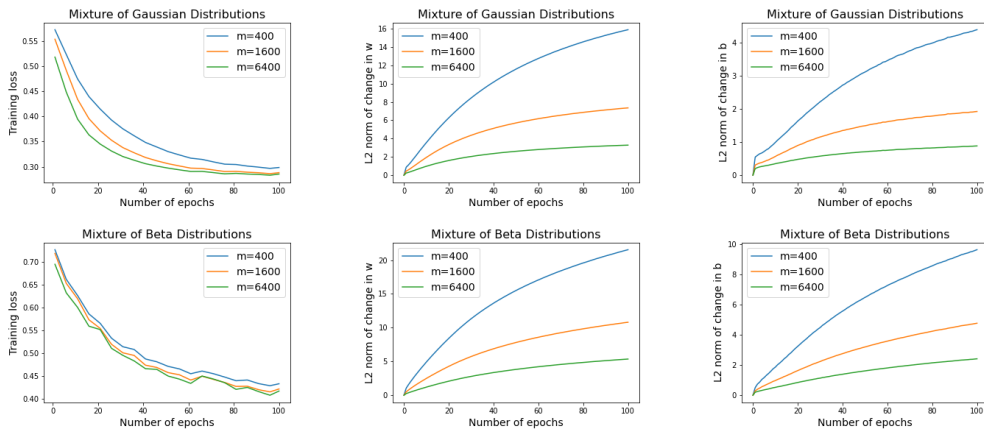 Mixture of Gaussian Distributions
Training loss
0.55
0.50
0.45
0.40
0.35
0.30
m=400
m=1600
m=6400
0
20
40
60
80
100
Number of epochs
Mixture of Gaussian Distributions
L2 norm of change in w
16
14
12
10
8
6
4
2
0
m=400
m=1600
m=6400
0
20
40
60
80
100
Number of epochs
Mixture of Gaussian Distributions
L2 norm of change in b
4
3
2
1
0
m=400
m=1600
m=6400
0
20
40
60
80
100
Number of epochs
Mixture of Beta Distributions
Training loss
0.70
0.65
0.60
0.55
0.50
0.45
0.40
m=400
m=1600
m=6400
0
20
40
60
80
100
Number of epochs
Mixture of Beta Distributions
L2 norm of change in w
20
15
10
5
0
m=400
m=1600
m=6400
0
20
40
60
80
100
Number of epochs
Mixture of Beta Distributions
L2 norm of change in b
10
8
6
4
2
0
m=400
m=1600
m=6400
0
20
40
60
80
100
Number of epochs